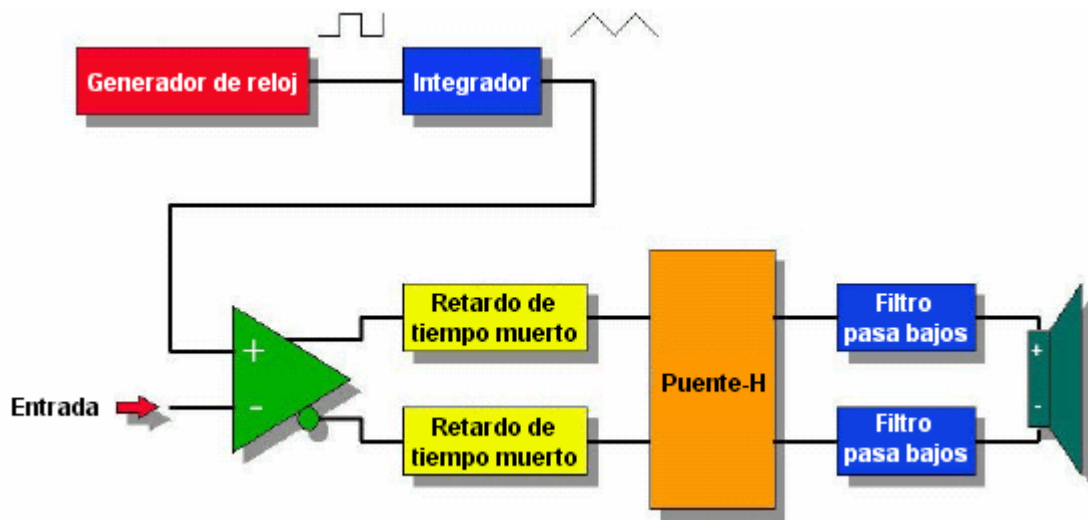 Generador de reloj
Integrador
Entrada
+
-
Retardo de
tiempo muerto
Retardo de
tiempo muerto
Puente-H
Filtro
pasa bajos
Filtro
pasa bajos
+
-